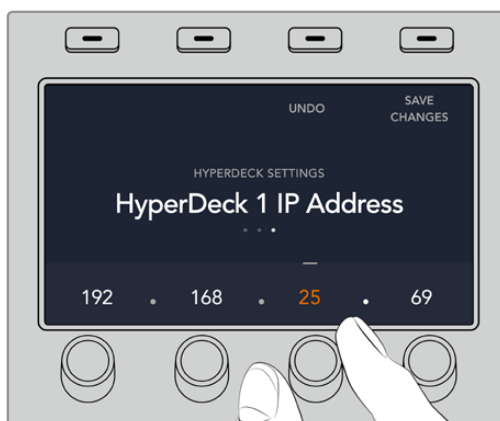 UNDO
SAVE
CHANGES
HYPERDECK SETTINGS
HyperDeck 1 IP Address
192 . 168 . 25 . 69